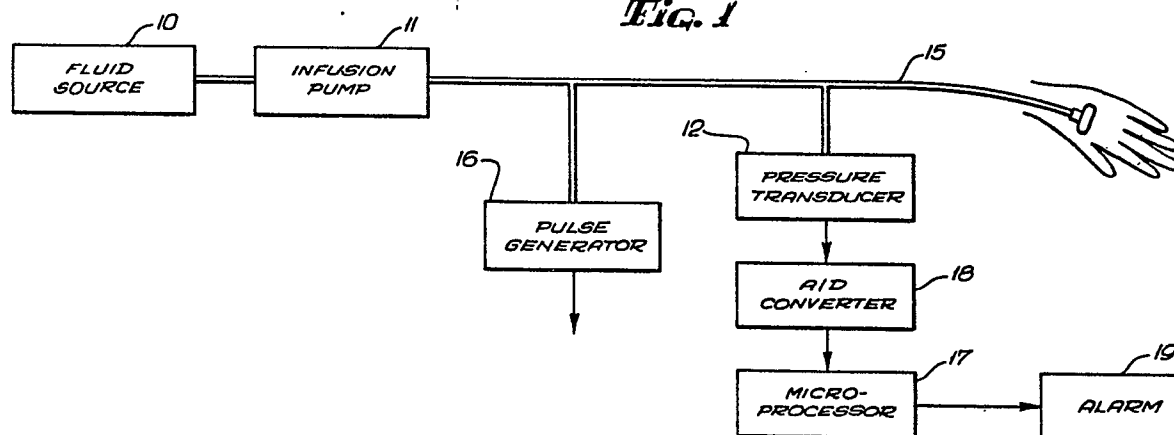 Fig. 1
10
11
FLUID
SOURCE
INFUSION
PUMP
15
12
PRESSURE
TRANSDUCER
16
PULSE
GENERATOR
18
A/D
CONVERTER
17
MICRO-
PROCESSOR
19
ALARM